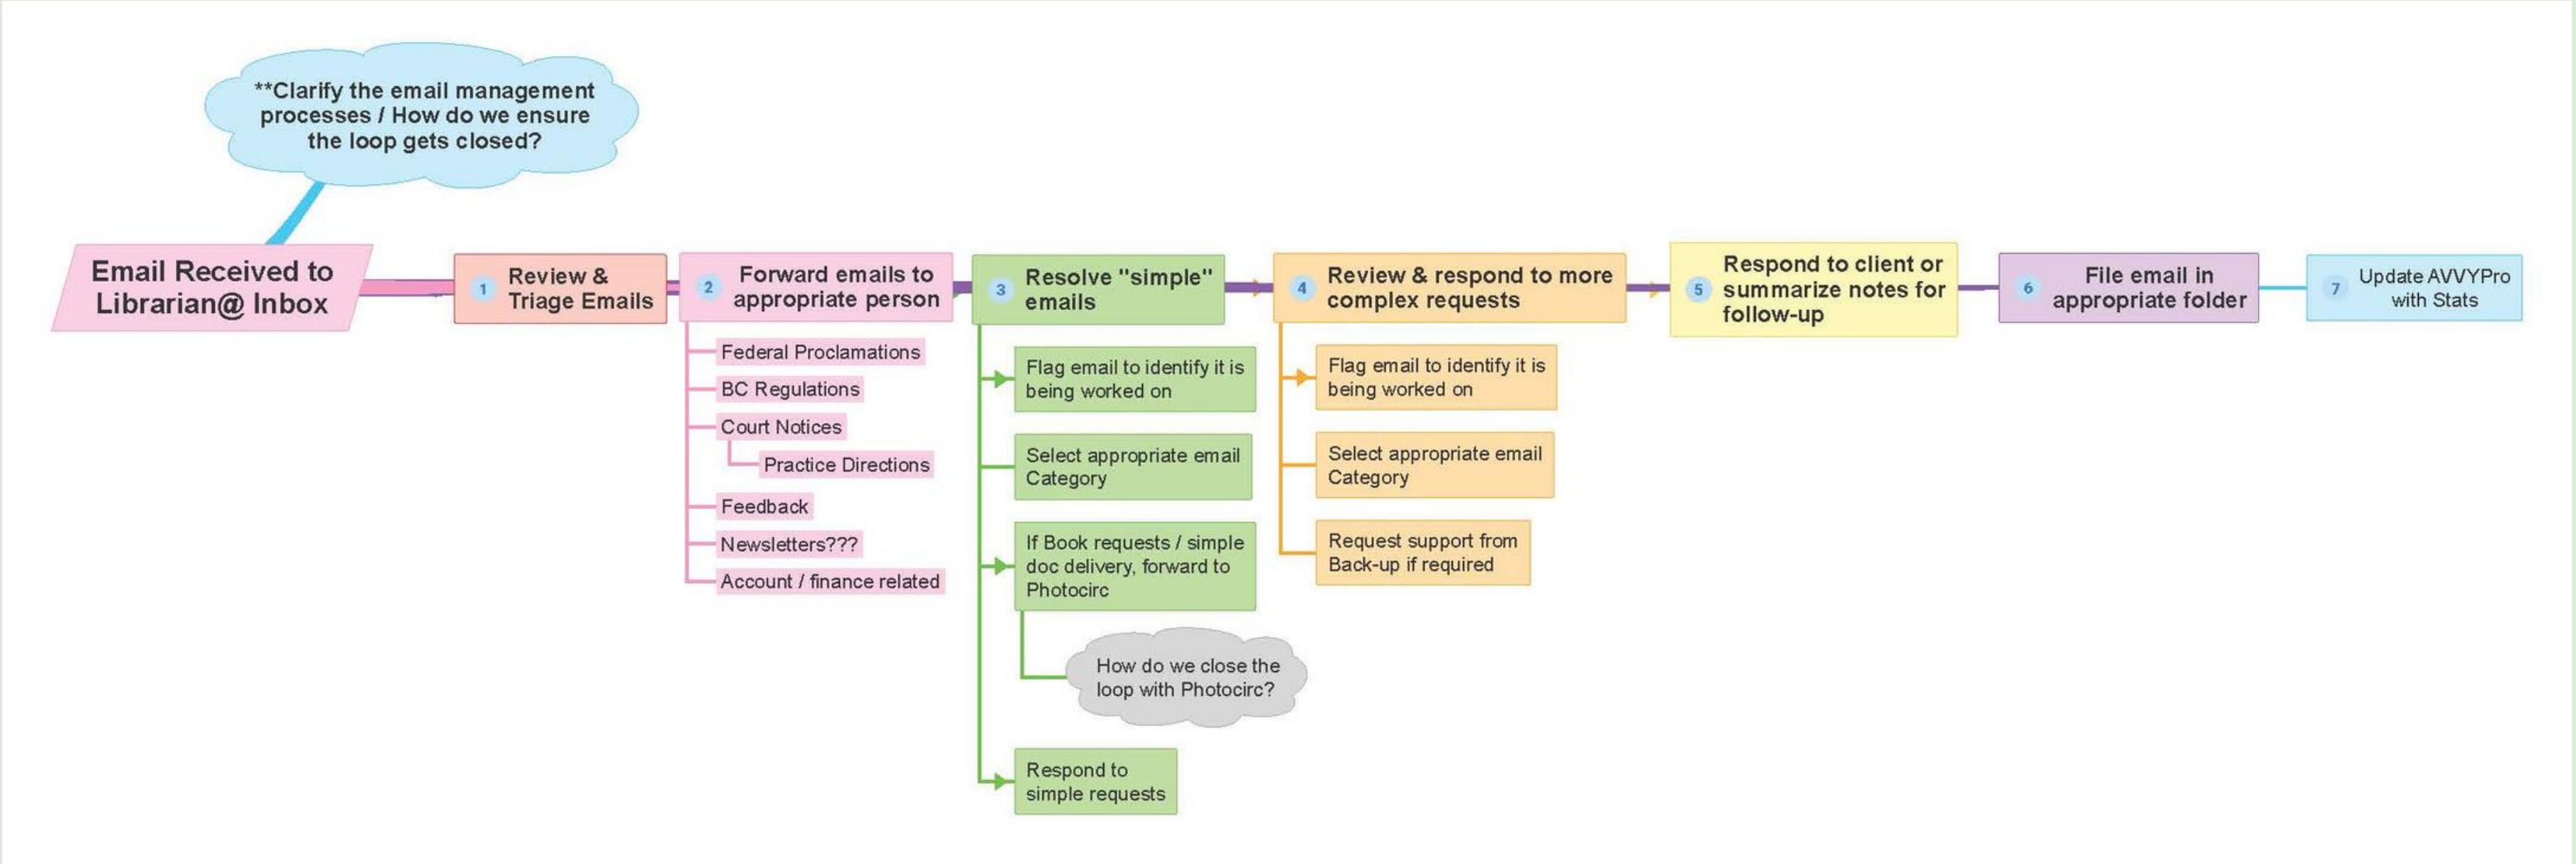 **Clarify the email management
processes / How do we ensure
the loop gets closed?
Email Received to
Librarian@ Inbox
1
Review &
Triage Emails
2
Forward emails to
appropriate person
Federal Proclamations
BC Regulations
Court Notices
Practice Directions
Feedback
Newsletters???
Account / finance related
3
Resolve "simple"
emails
Flag email to identify it is
being worked on
Select appropriate email
Category
If Book requests / simple
doc delivery, forward to
Photocirc
How do we close the
loop with Photocirc?
Respond to
simple requests
4
Review & respond to more
complex requests
Flag email to identify it is
being worked on
Select appropriate email
Category
Request support from
Back-up if required
5
Respond to client or
summarize notes for
follow-up
6
File email in
appropriate folder
7
Update AVVYPro
with Stats